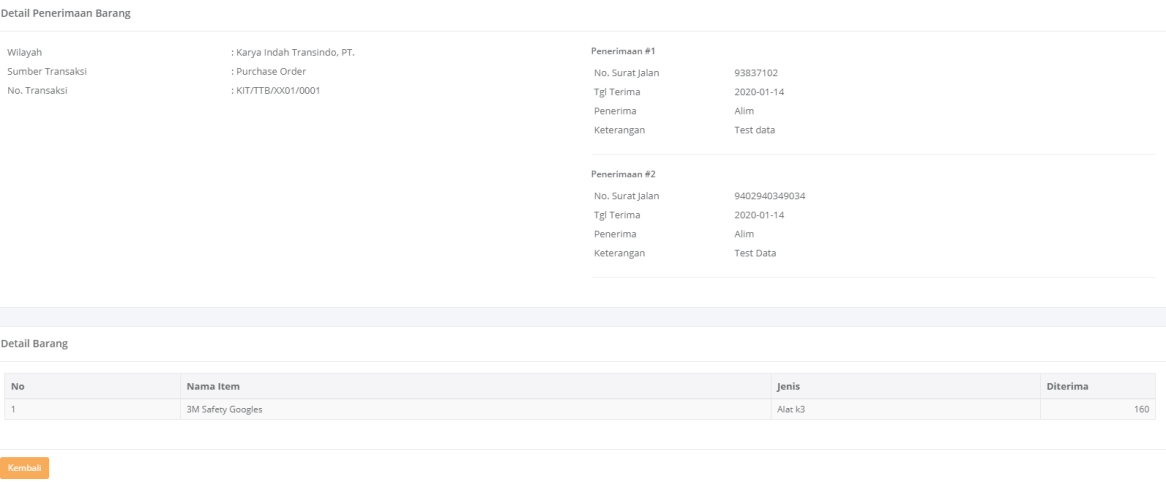 Detail Penerimaan Barang
Wilayah : Karya Indah Transindo, PT.
Sumber Transaksi : Purchase Order
No. Transaksi : KIT/TTB/XX01/0001
Penerimaan #1
No. Surat Jalan 93837102
Tgl Terima 2020-01-14
Penerima Alim
Keterangan Test data
Penerimaan #2
No. Surat Jalan 9402940349034
Tgl Terima 2020-01-14
Penerima Alim
Keterangan Test Data
Detail Barang
No Nama Item Jenis Diterima
1 3M Safety Googles Alat k3 160
Kembali